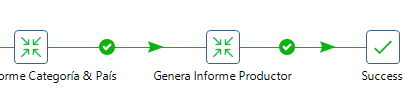 orme Categoría & País
Genera Informe Productor
Success